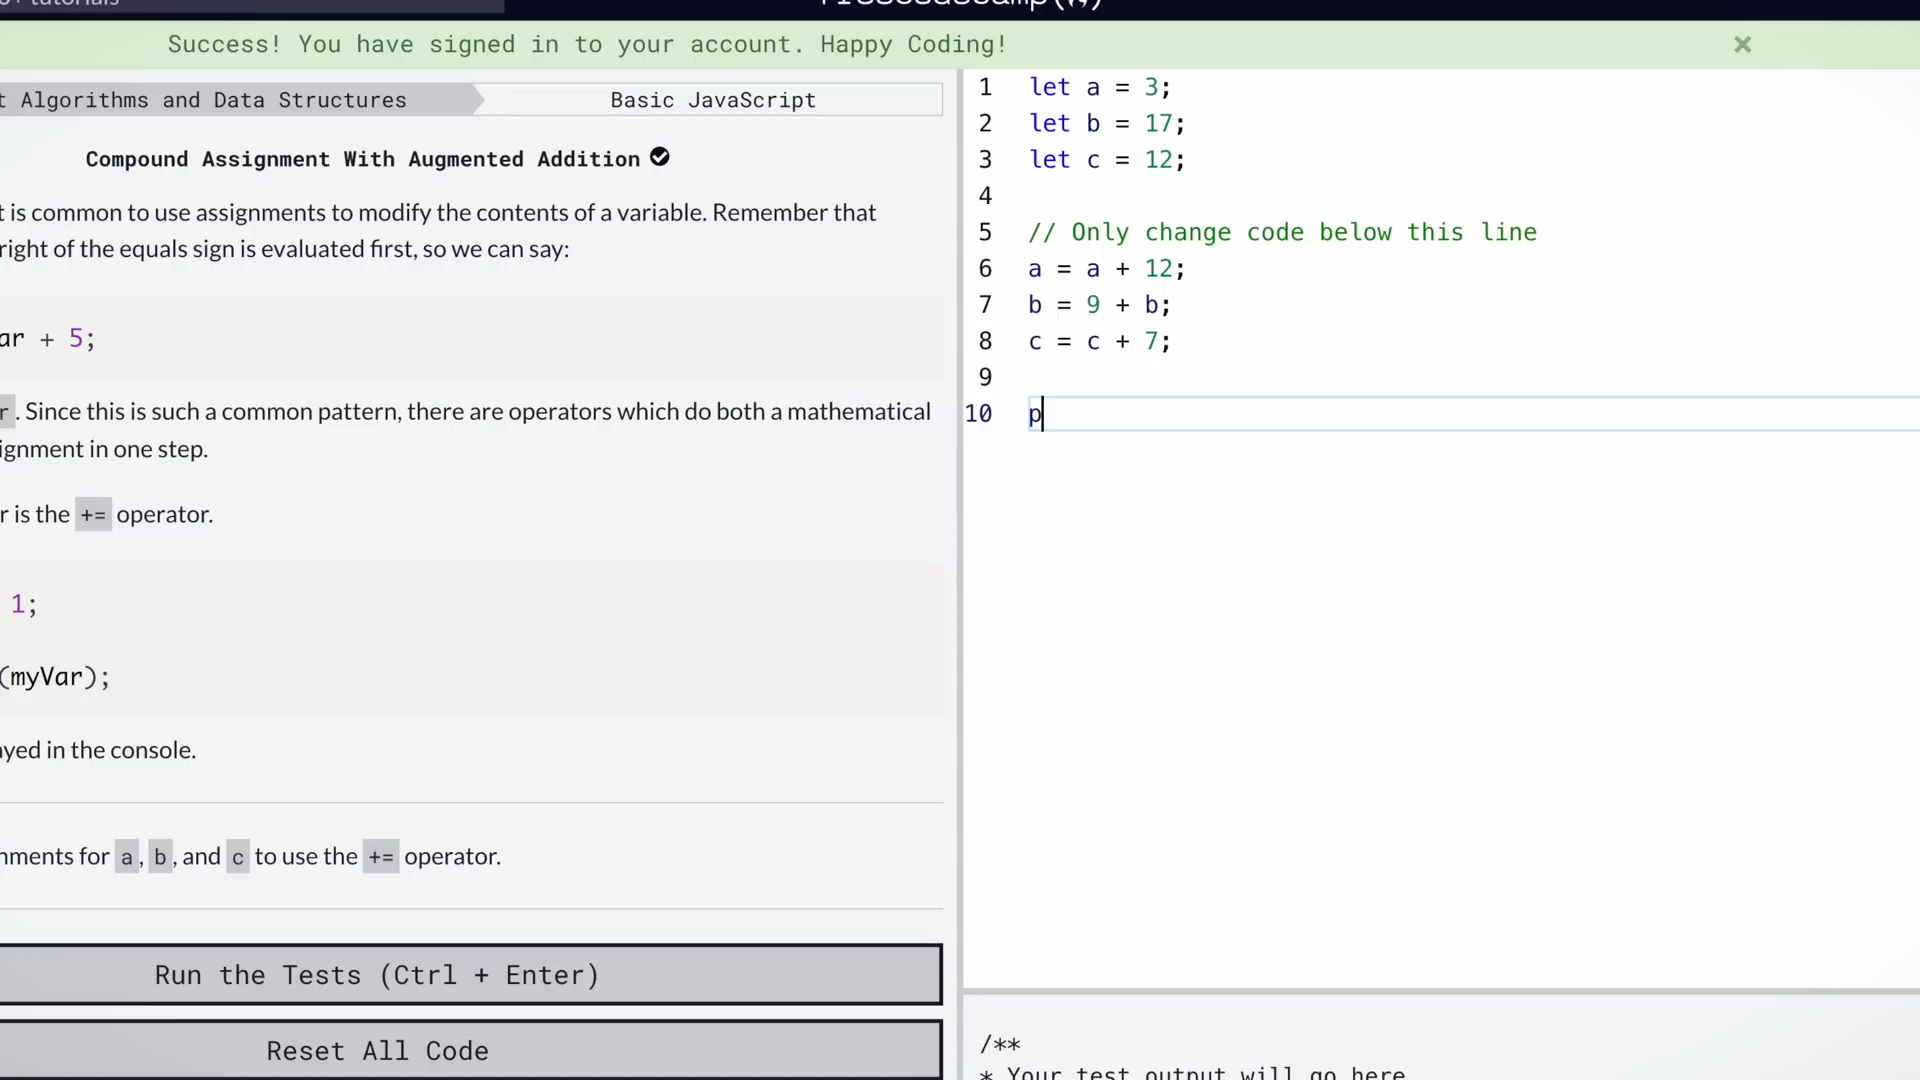 tutorials
Success! You have signed in to your account. Happy Coding!
t Algorithms and Data Structures
Basic JavaScript
Compound Assignment With Augmented Addition
t is common to use assignments to modify the contents of a variable. Remember that
right of the equals sign is evaluated first, so we can say:
ar + 5;
r. Since this is such a common pattern, there are operators which do both a mathematical
ignment in one step.
r is the += operator.
1;
(myVar);
ayed in the console.
nments for a, b, and c to use the += operator.
Run the Tests (Ctrl + Enter)
Reset All Code
1 let a = 3;
2 let b = 17;
3 let c = 12;
4
5 // Only change code below this line
6 a = a + 12;
7 b = 9 + b;
8 c = c + 7;
9
10 p
/**
* Your test output will go here